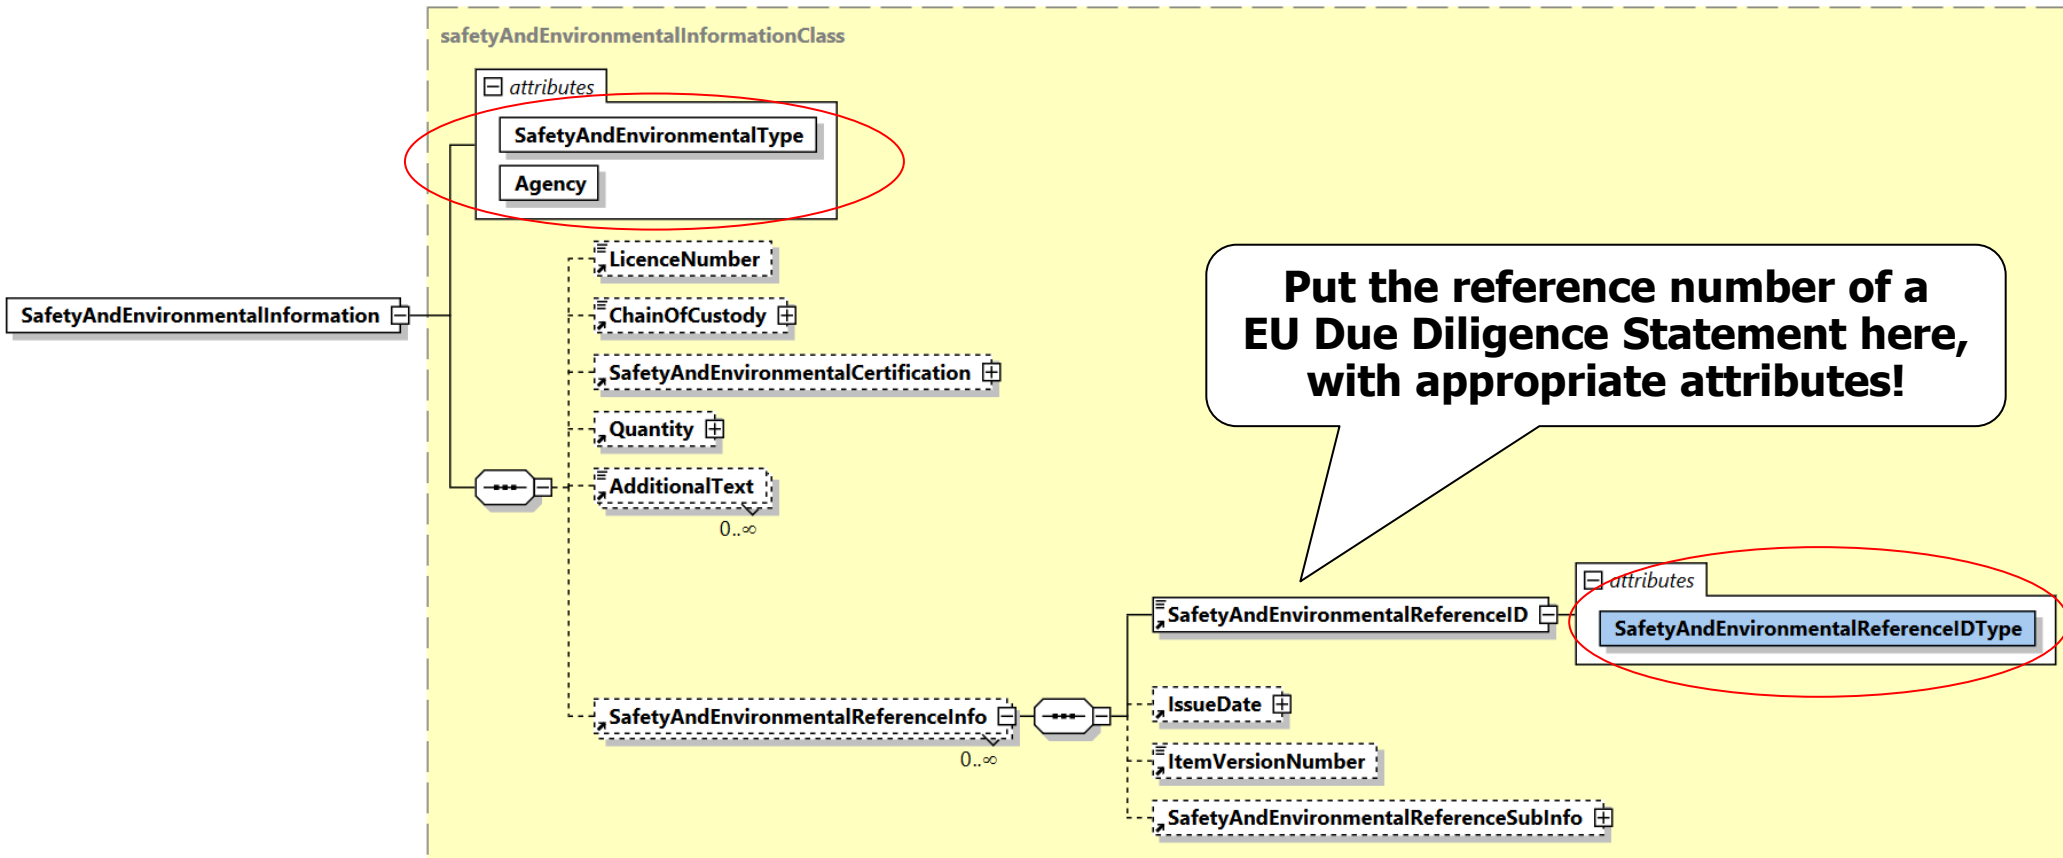 safetyAndEnvironmentalInformationClass
attributes
SafetyAndEnvironmentalType
Agency
LicenceNumber
SafetyAndEnvironmentalInformation
ChainOfCustody
SafetyAndEnvironmentalCertification
Quantity
AdditionalText
0..∞
Put the reference number of a
EU Due Diligence Statement here,
with appropriate attributes!
attributes
SafetyAndEnvironmentalReferenceID
SafetyAndEnvironmentalReferenceIDType
SafetyAndEnvironmentalReferenceInfo
0..∞
IssueDate
ItemVersionNumber
SafetyAndEnvironmentalReferenceSubInfo